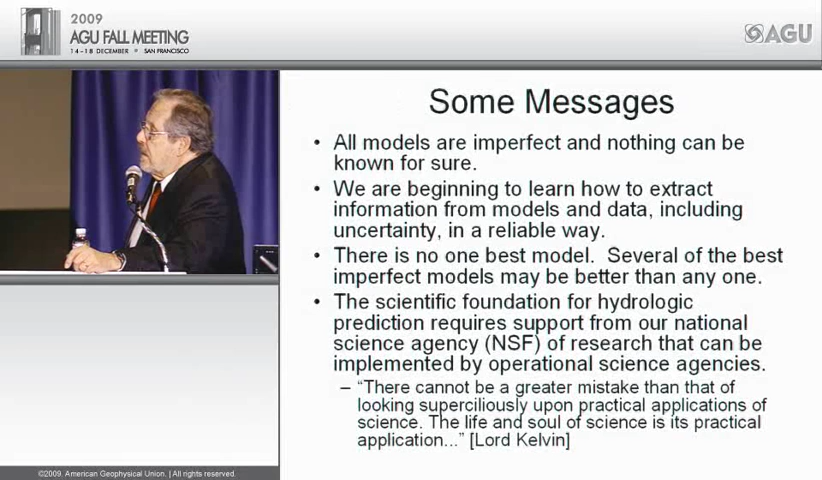 2009
AGU FALL MEETING
14-18 DECEMBER • SAN FRANCISCO
AGU
Some Messages
• All models are imperfect and nothing can be
known for sure.
• We are beginning to learn how to extract
information from models and data, including
uncertainty, in a reliable way.
• There is no one best model.  Several of the best
imperfect models may be better than any one.
• The scientific foundation for hydrologic
prediction requires support from our national
science agency (NSF) of research that can be
implemented by operational science agencies.
– “There cannot be a greater mistake than that of
looking superciliously upon practical applications of
science. The life and soul of science is its practical
application...” [Lord Kelvin]
©2009. American Geophysical Union. | All rights reserved.